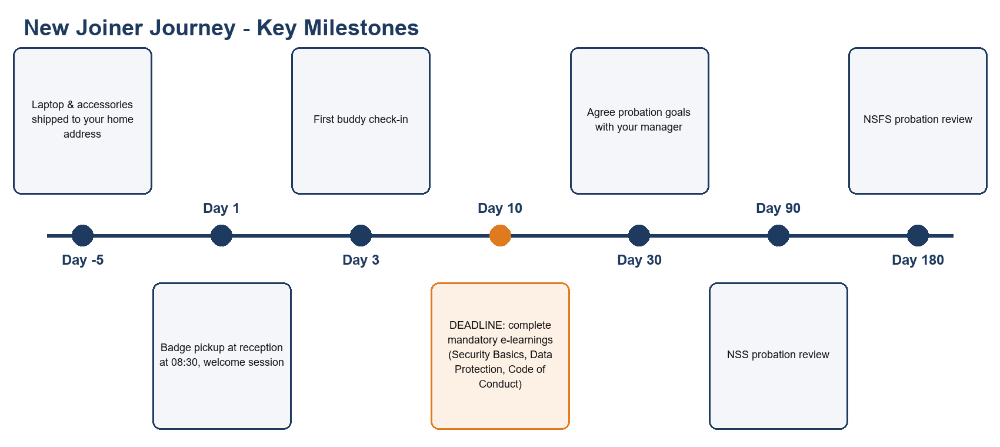 New Joiner Journey - Key Milestones
Laptop & accessories
shipped to your home
address
First buddy check-in
Agree probation goals
with your manager
NSFS probation review
Day 1
Day 10
Day 90
Day -5
Day 3
Day 30
Day 180
Badge pickup at reception
at 08:30, welcome session
DEADLINE: complete
mandatory e-learnings
(Security Basics, Data
Protection, Code of
Conduct)
NSS probation review